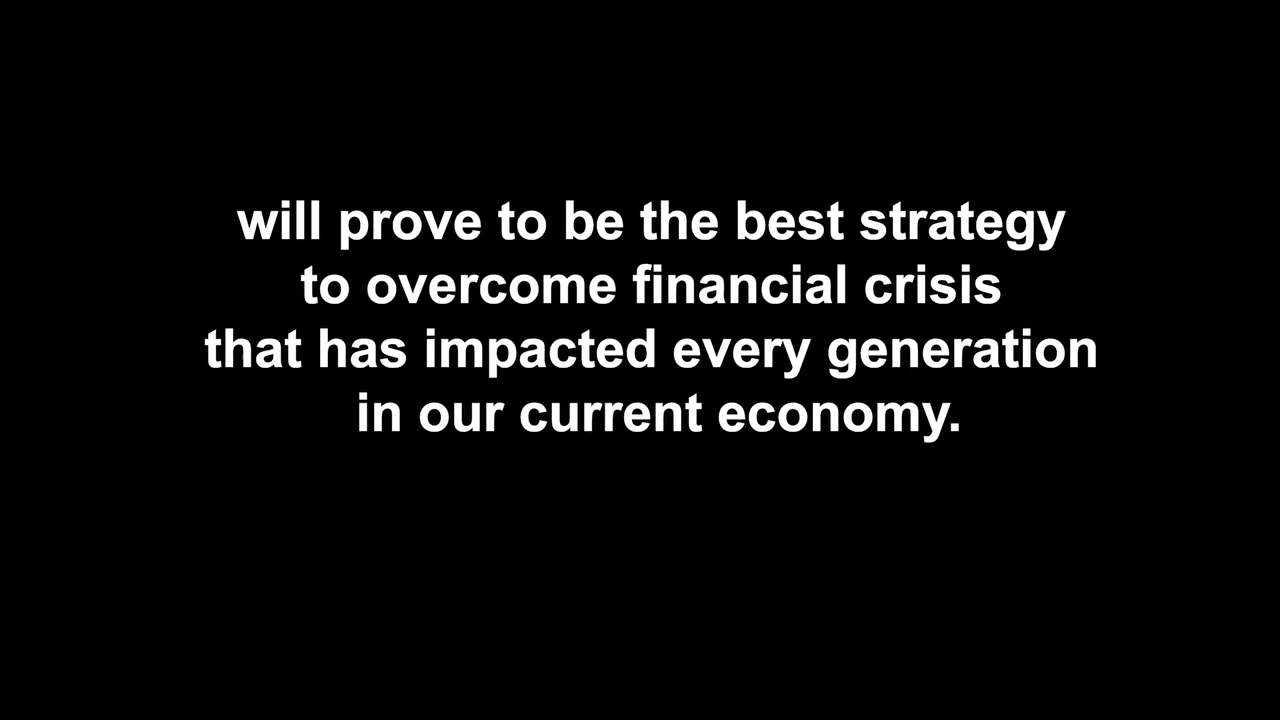 will prove to be the best strategy
to overcome financial crisis
that has impacted every generation
in our current economy.